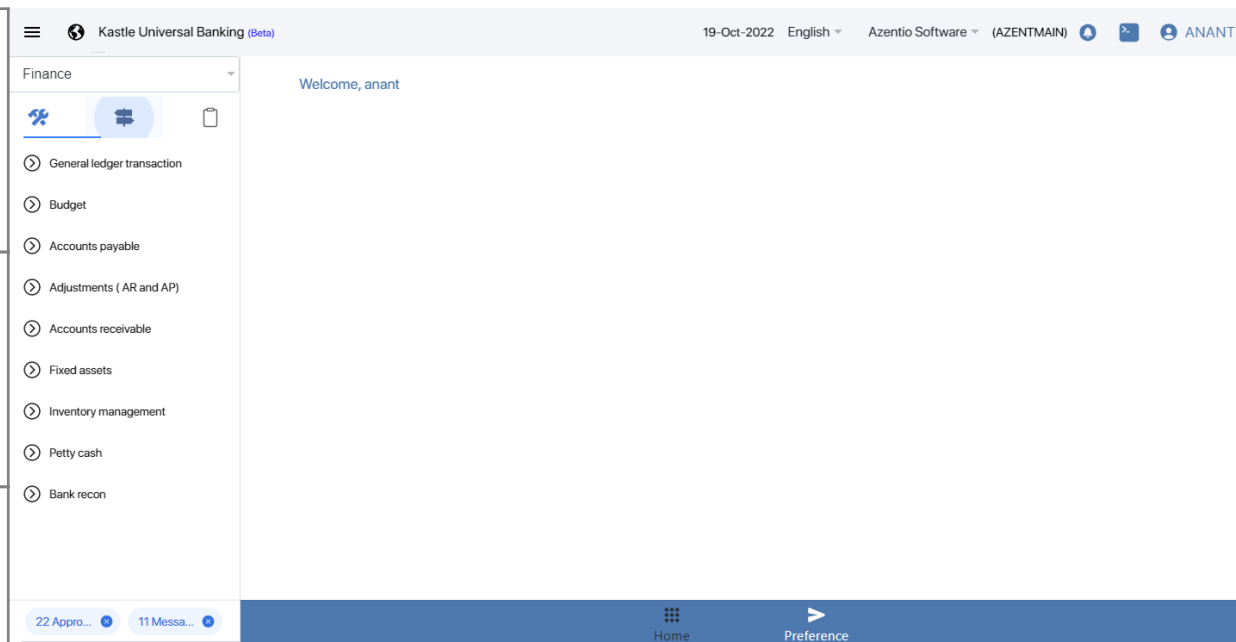 Kastle Universal Banking (Beta) 19-Oct-2022 English Azentio Software (AZENTMAIN) ANANT
Finance
Welcome, anant
General ledger transaction
Budget
Accounts payable
Adjustments ( AR and AP)
Accounts receivable
Fixed assets
Inventory management
Petty cash
Bank recon
22 Appro... 11 Messa...
Home Preference